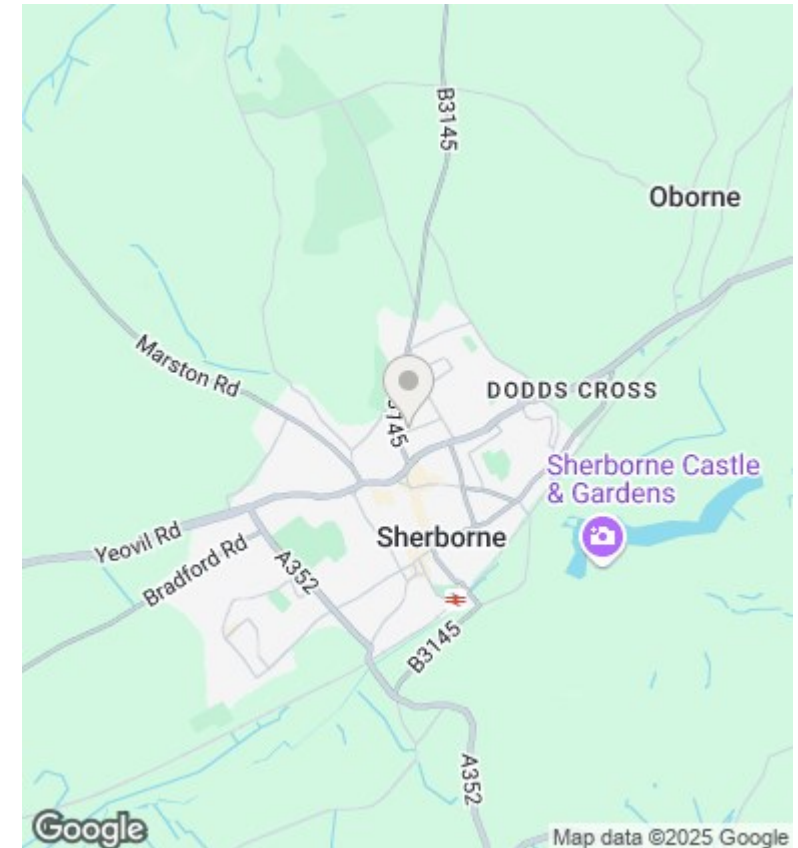 B3145
Oborne
Marston Rd
DODDS CROSS
3145
Sherborne Castle
& Gardens
Sherborne
Yeovil Rd
Bradford Rd
A352
B3145
A352
Google
Map data ©2025 Google